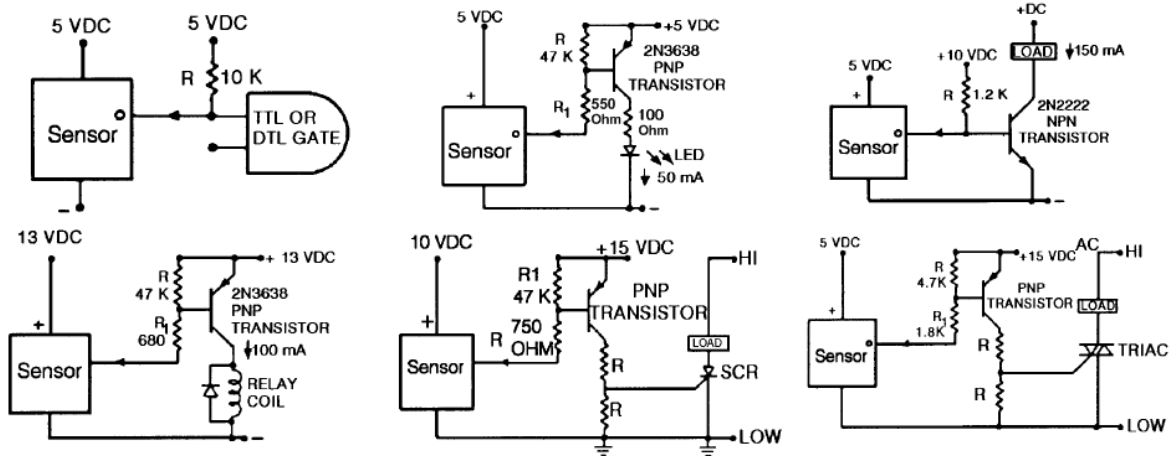 5 VDC
5 VDC
R
10 K
Sensor
TTL OR
DTL GATE
–
5 VDC
+5 VDC
R
47 K
2N3638
PNP
TRANSISTOR
+
R1
550
Ohm
100
Ohm
Sensor
LED
50 mA
–
+DC
LOAD
150 mA
+10 VDC
5 VDC
+
R
1.2 K
2N2222
NPN
TRANSISTOR
Sensor
–
13 VDC
+ 13 VDC
R
47 K
2N3638
PNP
TRANSISTOR
+
R1
680
100 mA
Sensor
RELAY
COIL
–
10 VDC
+15 VDC
HI
R1
47 K
PNP
TRANSISTOR
+
R
750
OHM
LOAD
Sensor
R
SCR
R
LOW
5 VDC
+15 VDC
AC
HI
R
4.7K
PNP
TRANSISTOR
LOAD
+
R1
1.8K
Sensor
R
TRIAC
R
LOW